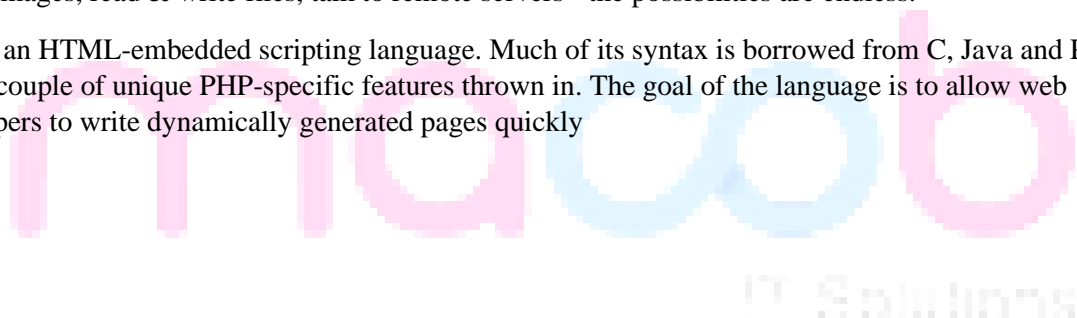 images, read & write files, talk to remote servers - the possibilities are endless.
an HTML-embedded scripting language. Much of its syntax is borrowed from C, Java and
couple of unique PHP-specific features thrown in. The goal of the language is to allow web
pers to write dynamically generated pages quickly
macob
IT Solutions